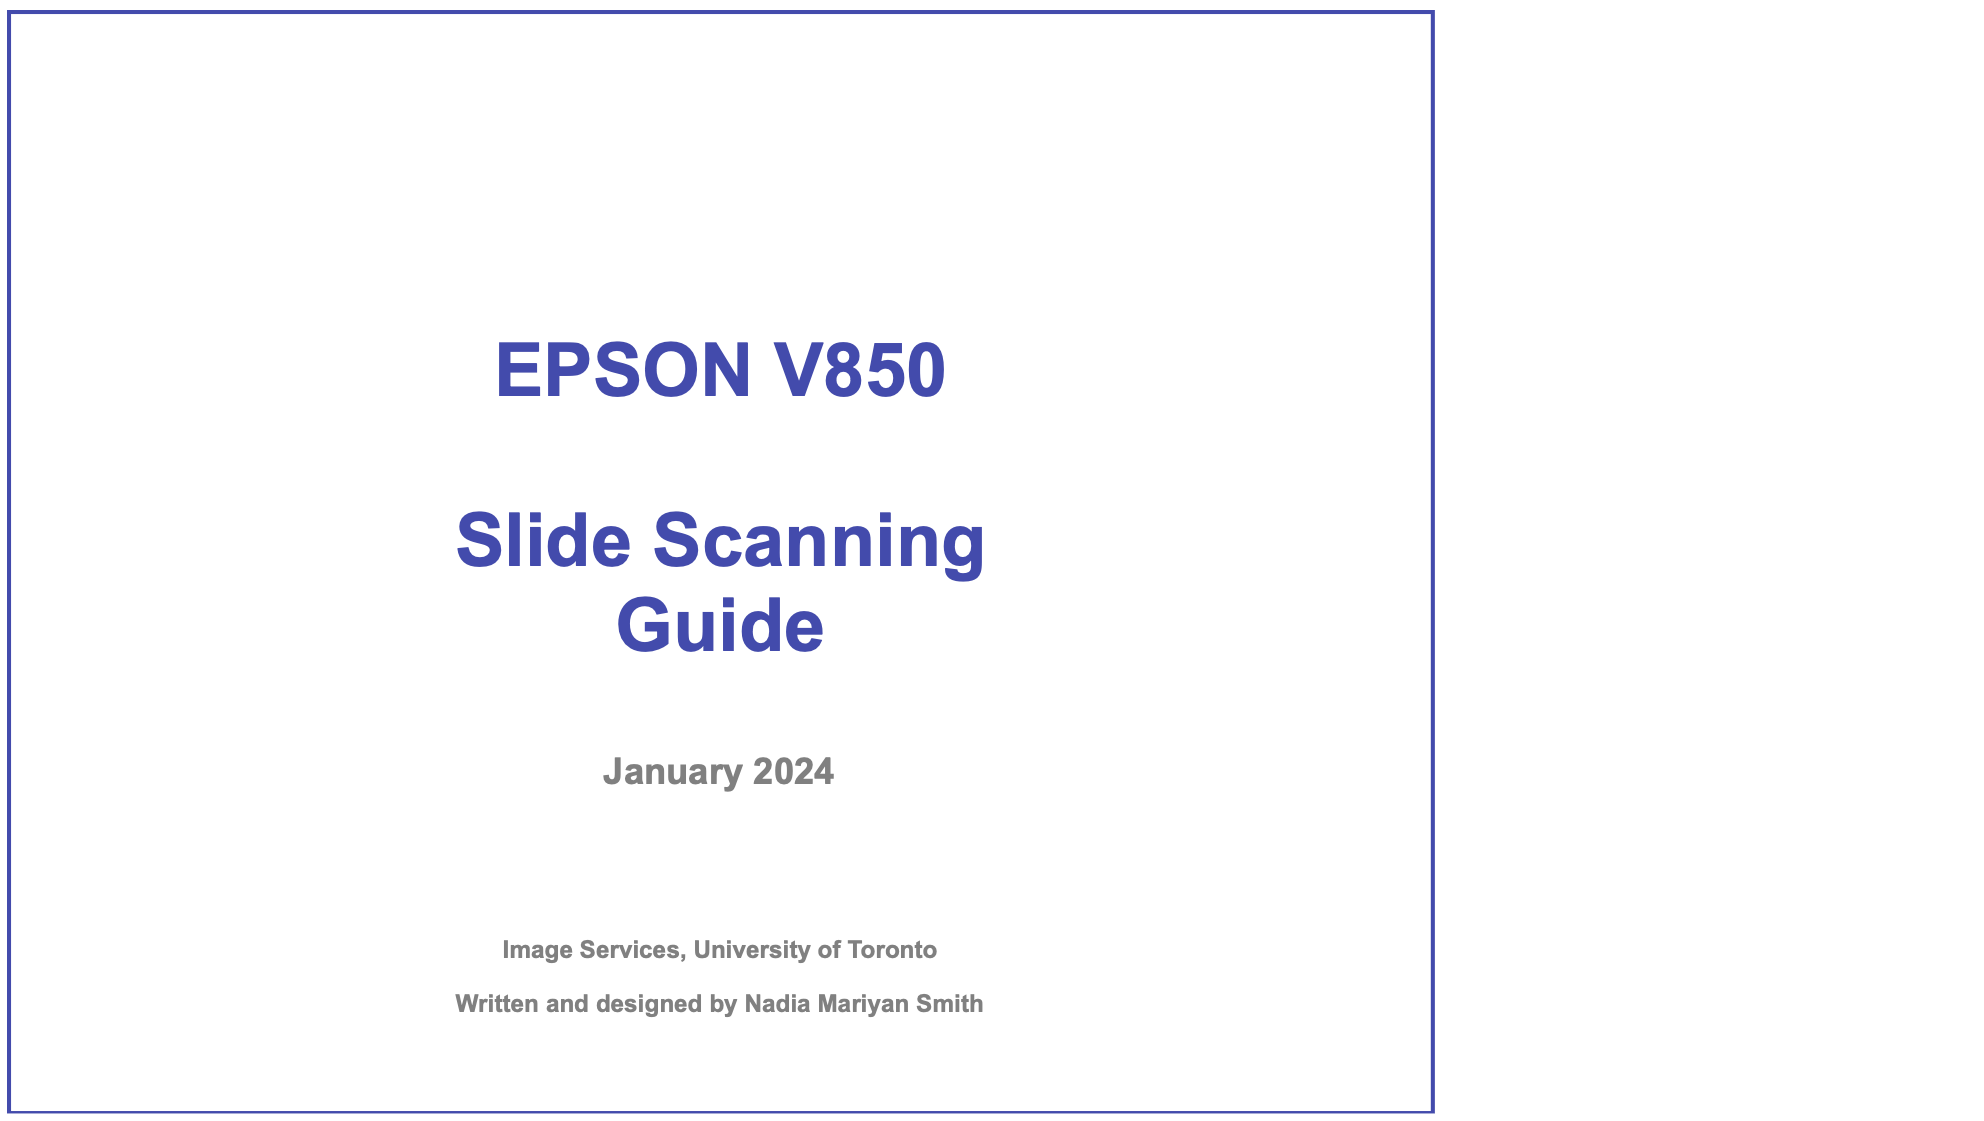 EPSON V850
Slide Scanning
Guide
January 2024
Image Services, University of Toronto
Written and designed by Nadia Mariyan Smith